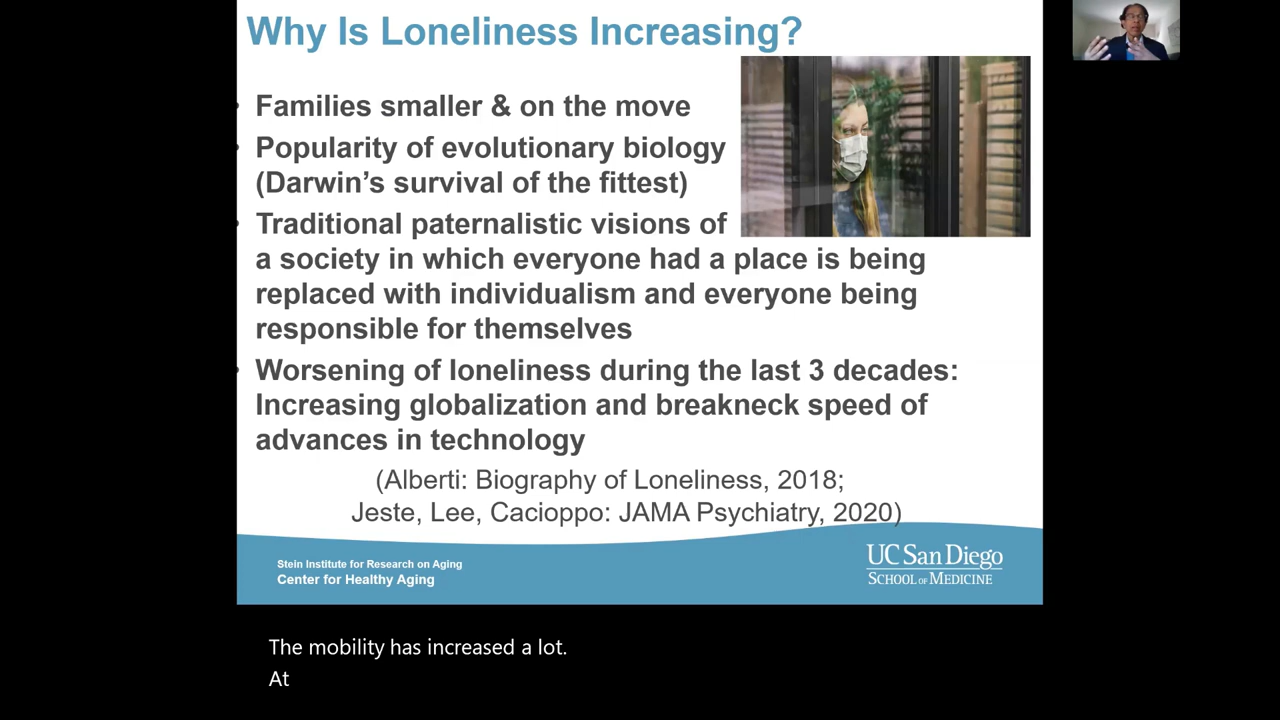 Why Is Loneliness Increasing?
• Families smaller & on the move
• Popularity of evolutionary biology
(Darwin’s survival of the fittest)
• Traditional paternalistic visions of
a society in which everyone had a place is being
replaced with individualism and everyone being
responsible for themselves
• Worsening of loneliness during the last 3 decades:
Increasing globalization and breakneck speed of
advances in technology
(Alberti: Biography of Loneliness, 2018;
Jeste, Lee, Cacioppo: JAMA Psychiatry, 2020)
Stein Institute for Research on Aging
Center for Healthy Aging
UC San Diego
SCHOOL OF MEDICINE
The mobility has increased a lot.
At